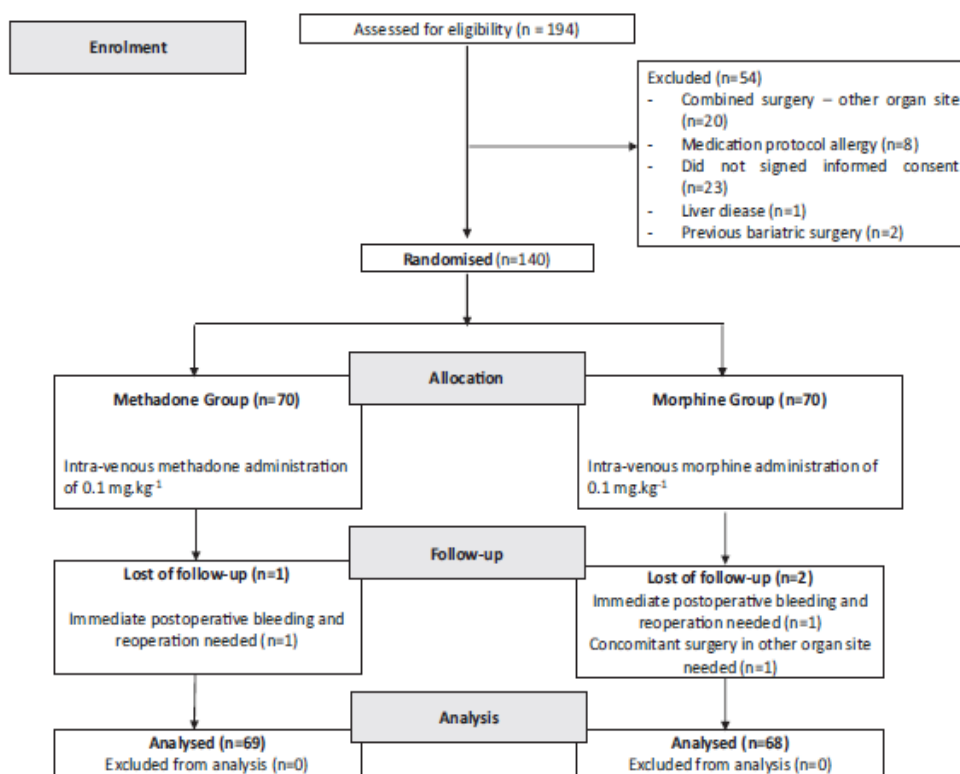 Assessed for eligibility (n = 194)
Enrolment
Excluded (n=54)
- Combined surgery – other organ site
(n=20)
- Medication protocol allergy (n=8)
- Did not signed informed consent
(n=23)
- Liver disease (n=1)
- Previous bariatric surgery (n=2)
Randomised (n=140)
Allocation
Methadone Group (n=70)
Intra-venous methadone administration
of 0.1 mg.kg⁻¹
Morphine Group (n=70)
Intra-venous morphine administration of
0.1 mg.kg⁻¹
Follow-up
Lost of follow-up (n=1)
Immediate postoperative bleeding and
reoperation needed (n=1)
Lost of follow-up (n=2)
Immediate postoperative bleeding and
reoperation needed (n=1)
Concomitant surgery in other organ site
needed (n=1)
Analysis
Analysed (n=69)
Excluded from analysis (n=0)
Analysed (n=68)
Excluded from analysis (n=0)